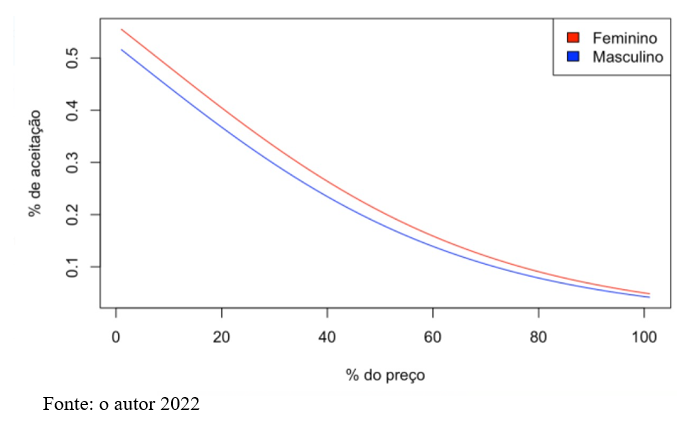 Feminino
Masculino
% de aceitação
0.5
0.4
0.3
0.2
0.1
0 20 40 60 80 100
% do preço
Fonte: o autor 2022